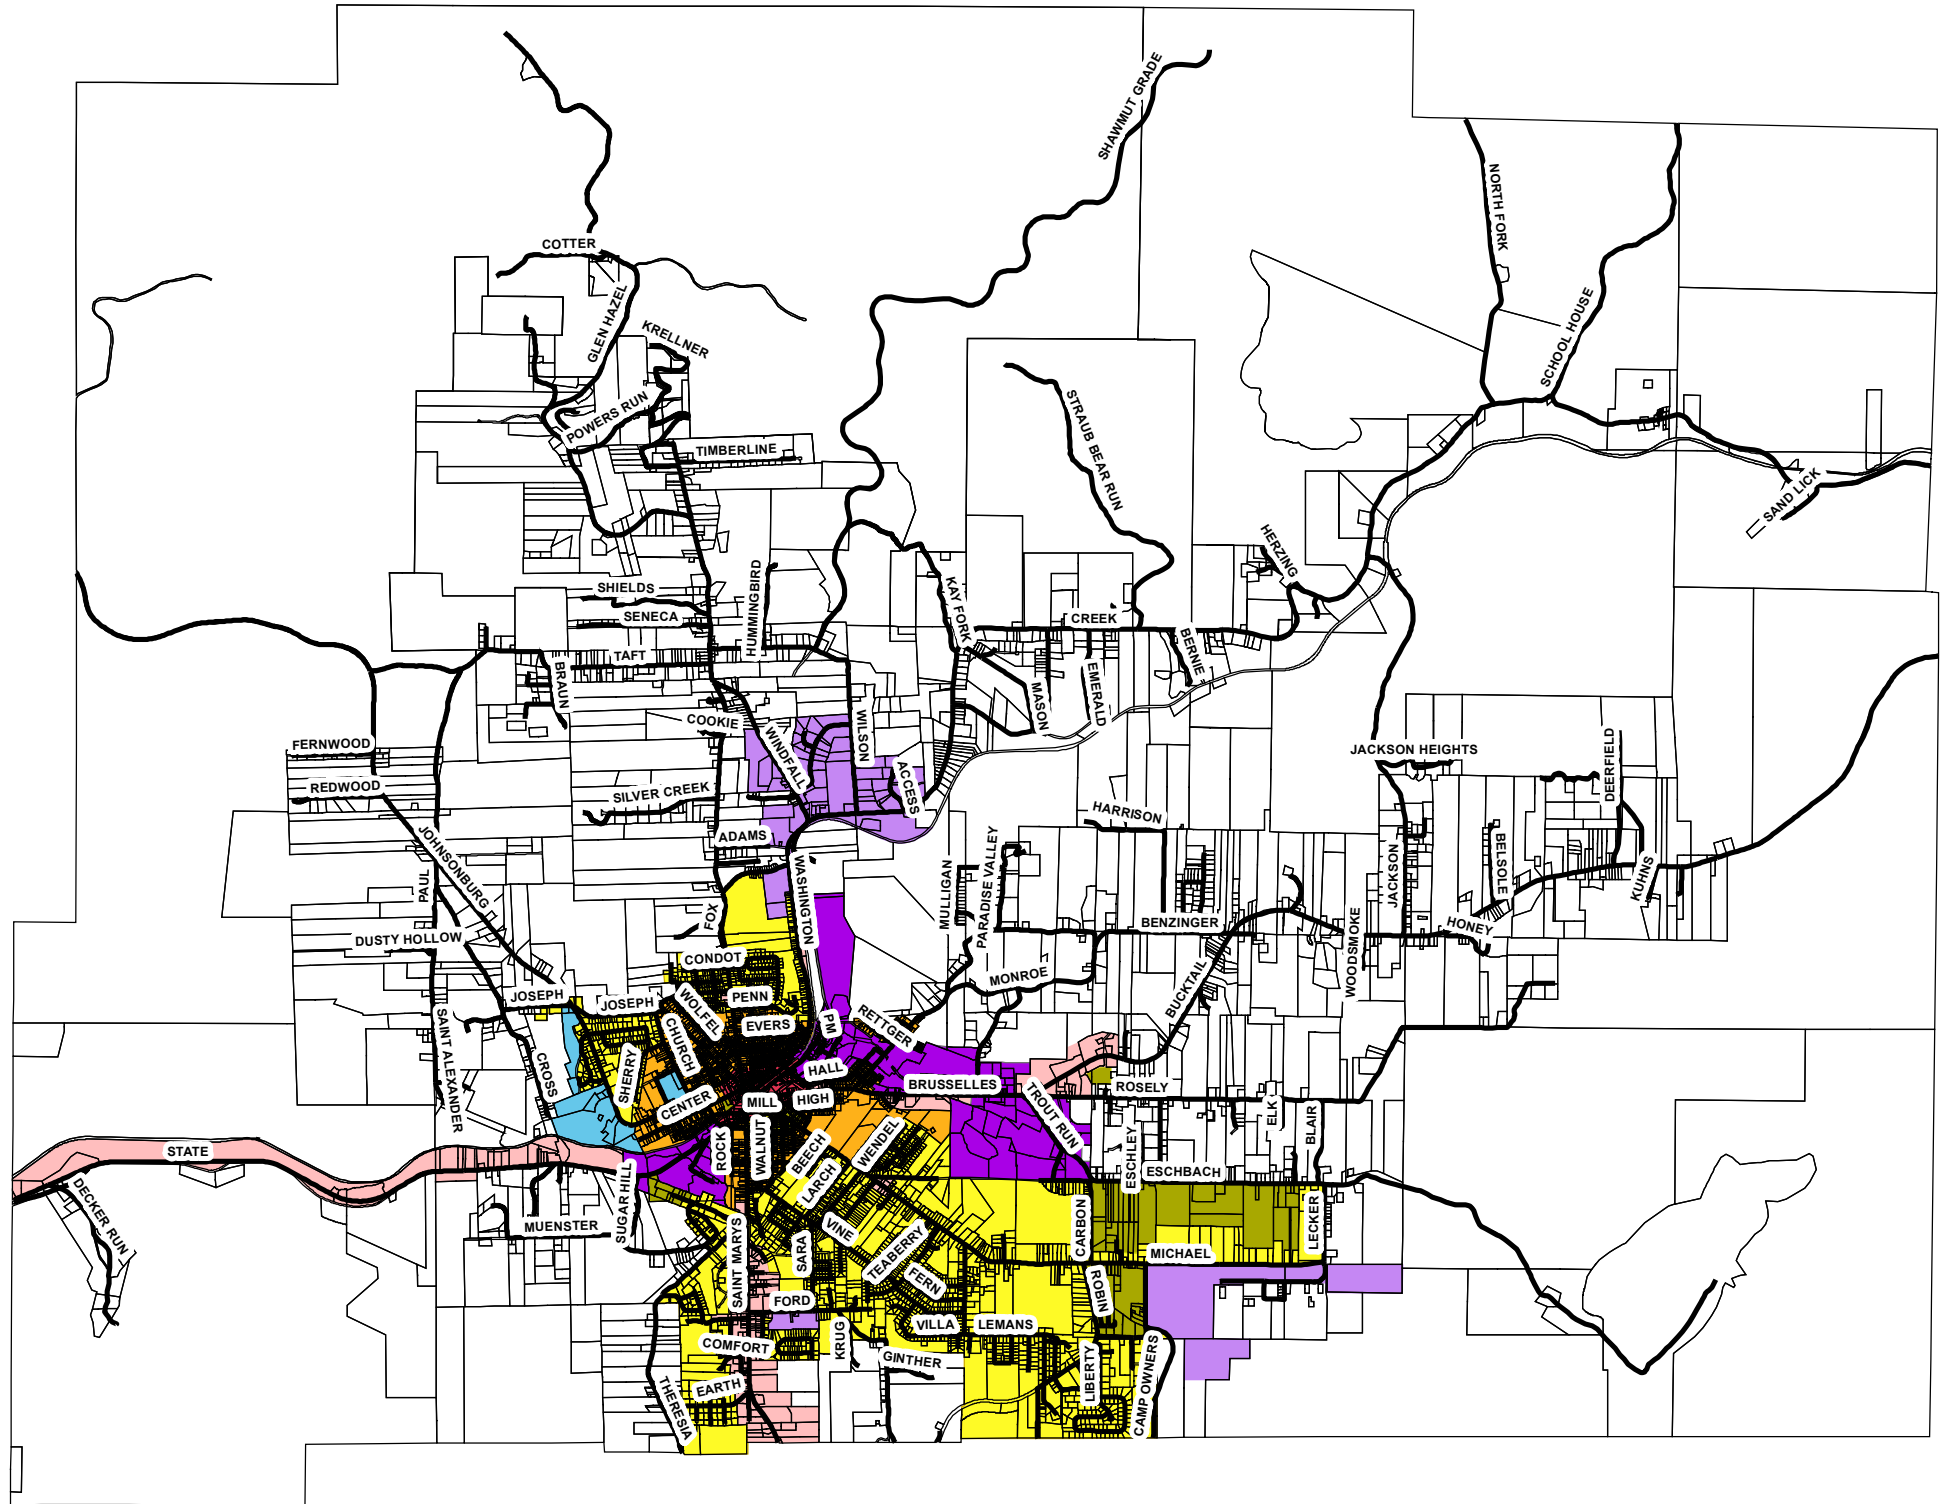 SHAWMUT GRADE
NORTH FORK
COTTER
GLEN HAZEL
KRELLNER
SCHOOL HOUSE
POWERS RUN
STRAUB BEAR RUN
TIMBERLINE
SAND LICK
HERZING
SHIELDS
HUMMINGBIRD
KAY FORK
SENECA
CREEK
TAFT
BRAUN
BERNIE
EMERALD
MASON
COOKIE
WILSON
WINDFALL
FERNWOOD
JACKSON HEIGHTS
DEERFIELD
REDWOOD
SILVER CREEK
ACCESS
HARRISON
ADAMS
JOHNSONBURG
PAUL
WASHINGTON
MULLIGAN
PARADISE VALLEY
JACKSON
BELSOLE
KUHNS
FOX
BENZINGER
HONEY
DUSTY HOLLOW
WOODSMOKE
CONDOT
MONROE
BUCKTAIL
JOSEPH
JOSEPH
WOLFEL
PENN
EVERS
PM
RETTGER
SAINT ALEXANDER
CHURCH
CROSS
SHERRY
HALL
BRUSSELLES
ROSELY
CENTER
MILL
HIGH
TROUT RUN
ELK
BLAIR
STATE
ROCK
WALNUT
BEECH
WENDEL
ESCHLEY
ESCHBACH
LARCH
DECKER RUN
MUENSTER
SUGAR HILL
SAINT MARYS
VINE
SARA
TEABERRY
CARBON
LECKER
MICHAEL
FERN
ROBIN
FORD
VILLA
LEMANS
COMFORT
KRUG
GINTHER
LIBERTY
CAMP OWNERS
EARTH
THERESIA